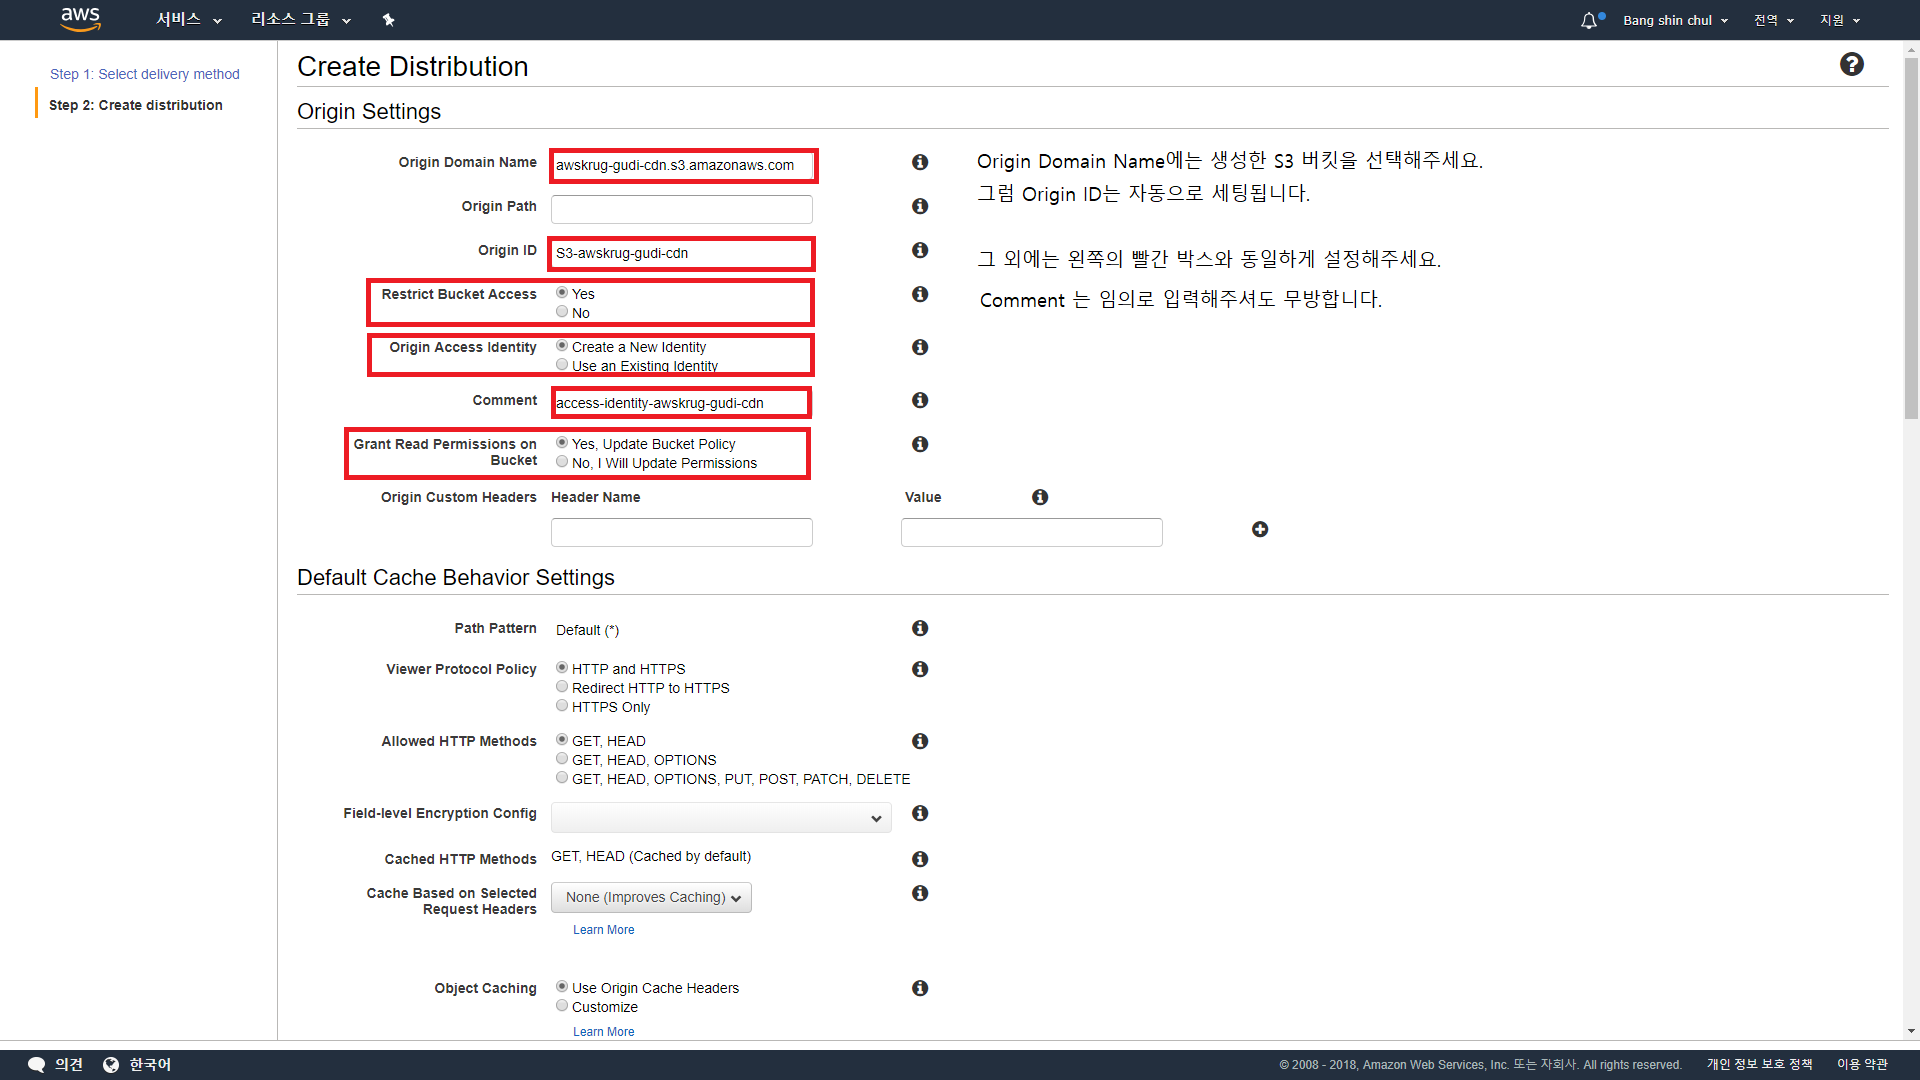 aws 서비스 리소스 그룹 Bang shin chul 전역 지원
Step 1: Select delivery method
Step 2: Create distribution
Create Distribution
Origin Settings
Origin Domain Name awskrug-gudi-cdn.s3.amazonaws.com
Origin Domain Name에는 생성한 S3 버킷을 선택해주세요.
그럼 Origin ID는 자동으로 세팅됩니다.
Origin Path
Origin ID S3-awskrug-gudi-cdn
그 외에는 왼쪽의 빨간 박스와 동일하게 설정해주세요.
Comment 는 임의로 입력해주셔도 무방합니다.
Restrict Bucket Access Yes
No
Origin Access Identity Create a New Identity
Use an Existing Identity
Comment access-identity-awskrug-gudi-cdn
Grant Read Permissions on Bucket Yes, Update Bucket Policy
No, I Will Update Permissions
Origin Custom Headers Header Name Value
Default Cache Behavior Settings
Path Pattern Default (*)
Viewer Protocol Policy HTTP and HTTPS
Redirect HTTP to HTTPS
HTTPS Only
Allowed HTTP Methods GET, HEAD
GET, HEAD, OPTIONS
GET, HEAD, OPTIONS, PUT, POST, PATCH, DELETE
Field-level Encryption Config
Cached HTTP Methods GET, HEAD (Cached by default)
Cache Based on Selected Request Headers None (Improves Caching)
Learn More
Object Caching Use Origin Cache Headers
Customize
Learn More
의견 한국어 © 2008 - 2018, Amazon Web Services, Inc. 또는 자회사. All rights reserved. 개인 정보 보호 정책 이용 약관